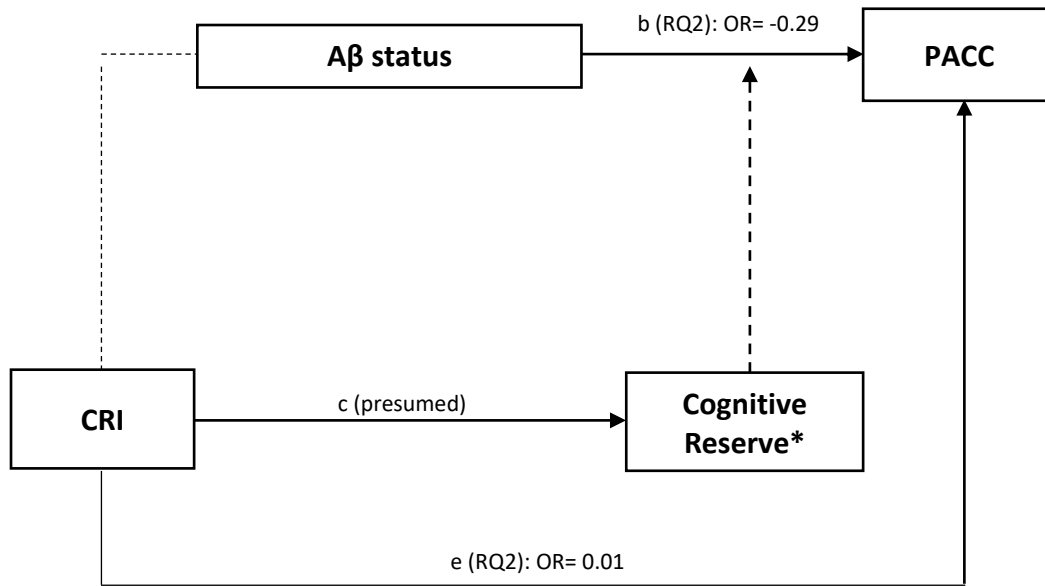 b (RQ2): OR= -0.29
Aβ status
PACC
CRI
c (presumed)
Cognitive
Reserve*
e (RQ2): OR= 0.01